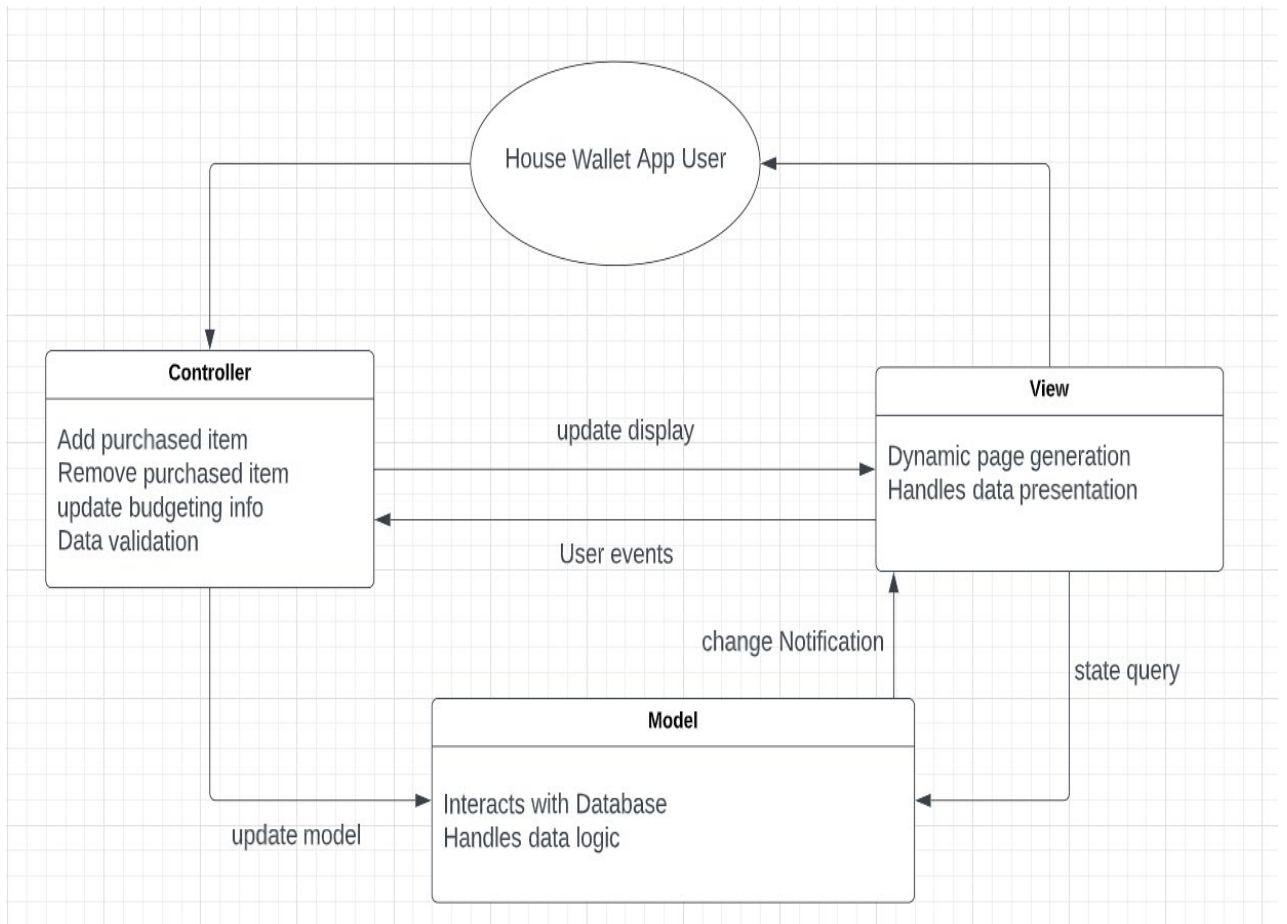 House Wallet App User
Controller
Add purchased item
Remove purchased item
update budgeting info
Data validation
update display
User events
View
Dynamic page generation
Handles data presentation
change Notification
state query
Model
Interacts with Database
Handles data logic
update model